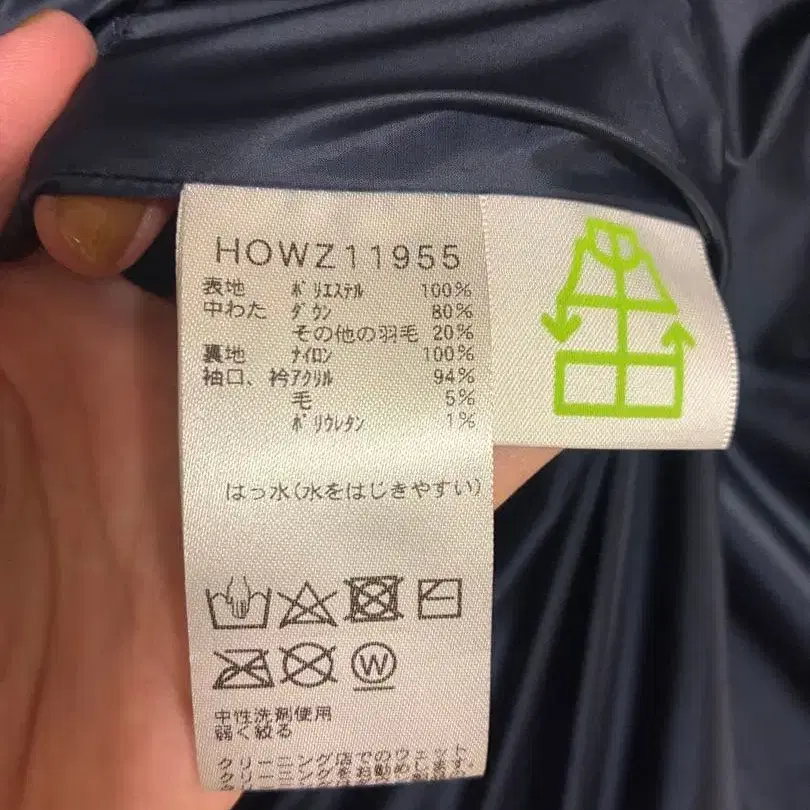 HOWZ11955
表地 ﾎﾟﾘｴｽﾃﾙ 100%
中わた ﾀﾞｳﾝ 80%
その他の羽毛 20%
裏地 ﾅｲﾛﾝ 100%
袖口、衿ｱｸﾘﾙ 94%
毛 5%
ﾎﾟﾘｳﾚﾀﾝ 1%
はっ水(水をはじきやすい)
W
中性洗剤使用
弱く絞る
クリーニング店でのウェット
クリーニングをお勧めします。